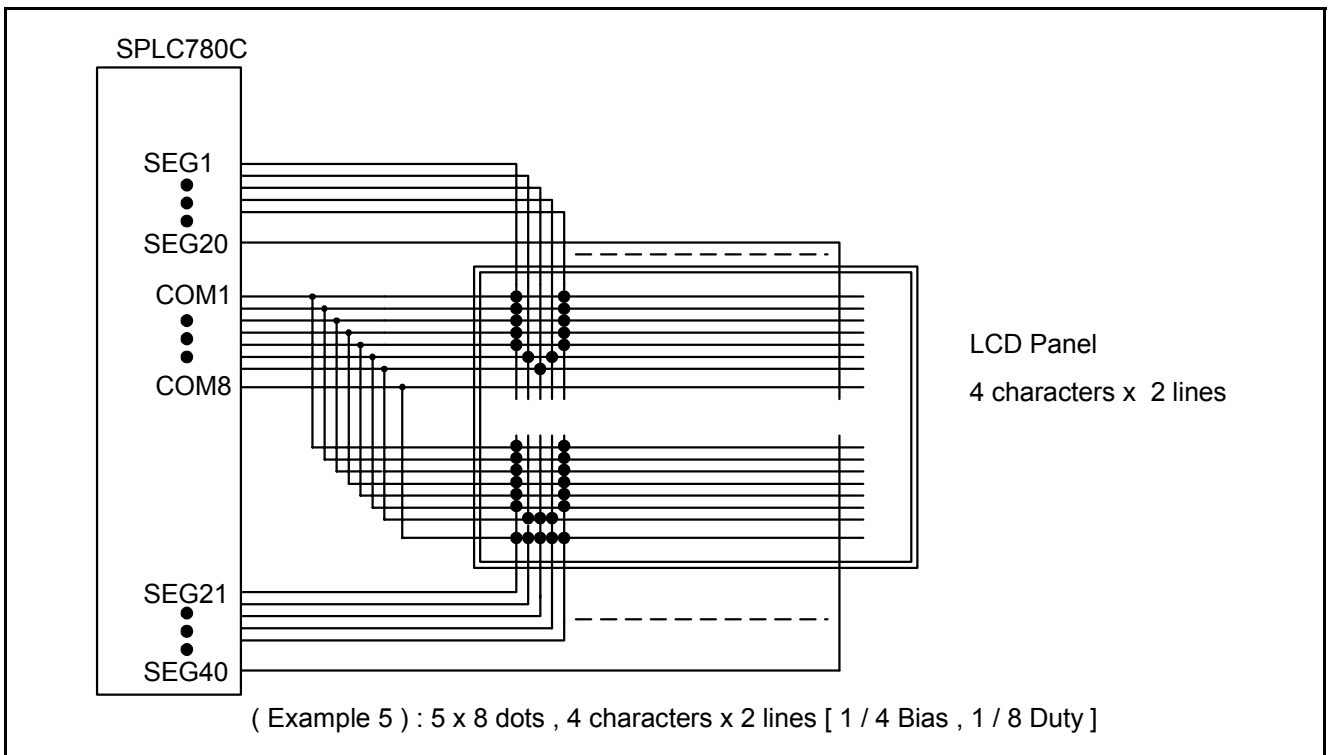 SPLC780C
SEG1
SEG20
COM1
COM8
SEG21
SEG40
LCD Panel
4 characters x 2 lines
( Example 5 ) : 5 x 8 dots , 4 characters x 2 lines [ 1 / 4 Bias , 1 / 8 Duty ]